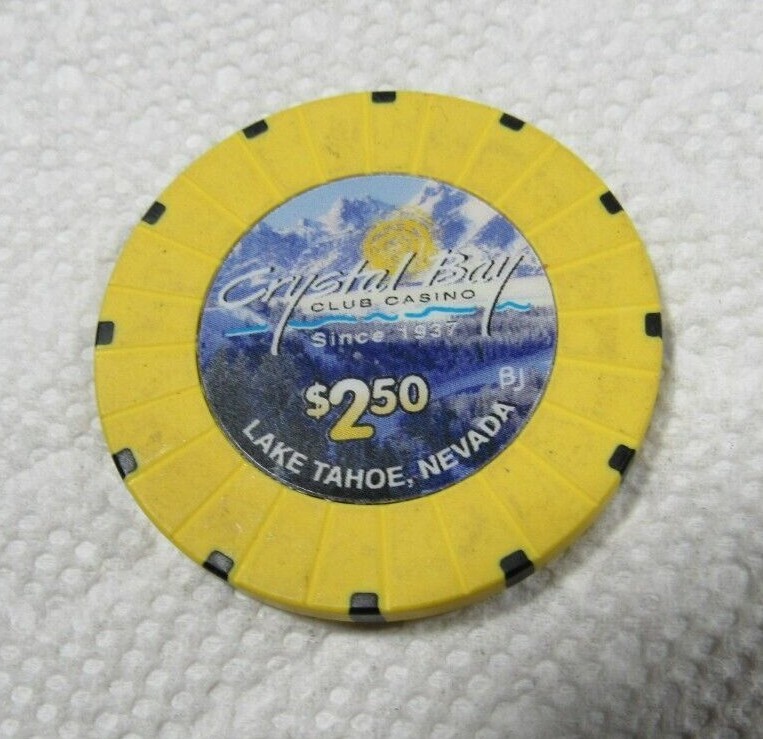 Crystal Bay
CLUB CASINO
Since 1937
$2.50
BJ
LAKE TAHOE, NEVADA